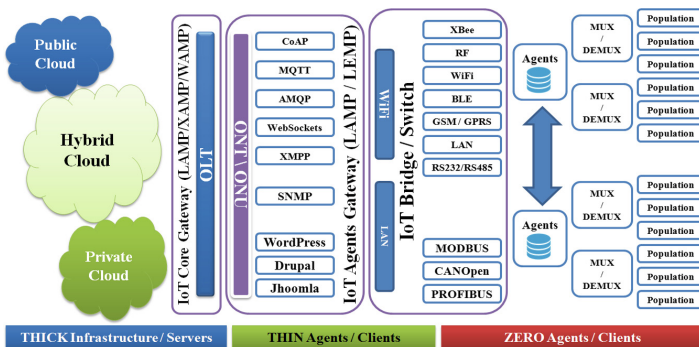 Public
Cloud
Hybrid
Cloud
Private
Cloud
IoT Core Gateway (LAMP/XAMP/WAMP)
OLT
ONT \ ONU
CoAP
MQTT
AMQP
WebSockets
XMPP
SNMP
WordPress
Drupal
Jhoomla
IoT Agents Gateway (LAMP / LEMP)
WiFi
LAN
IoT Bridge / Switch
XBee
RF
WiFi
BLE
GSM / GPRS
LAN
RS232/RS485
MODBUS
CANOpen
PROFIBUS
Agents
Agents
MUX
/
DEMUX
MUX
/
DEMUX
MUX
/
DEMUX
MUX
/
DEMUX
Population
Population
Population
Population
Population
Population
Population
Population
Population
Population
Population
Population
THICK Infrastructure / Servers
THIN Agents / Clients
ZERO Agents / Clients